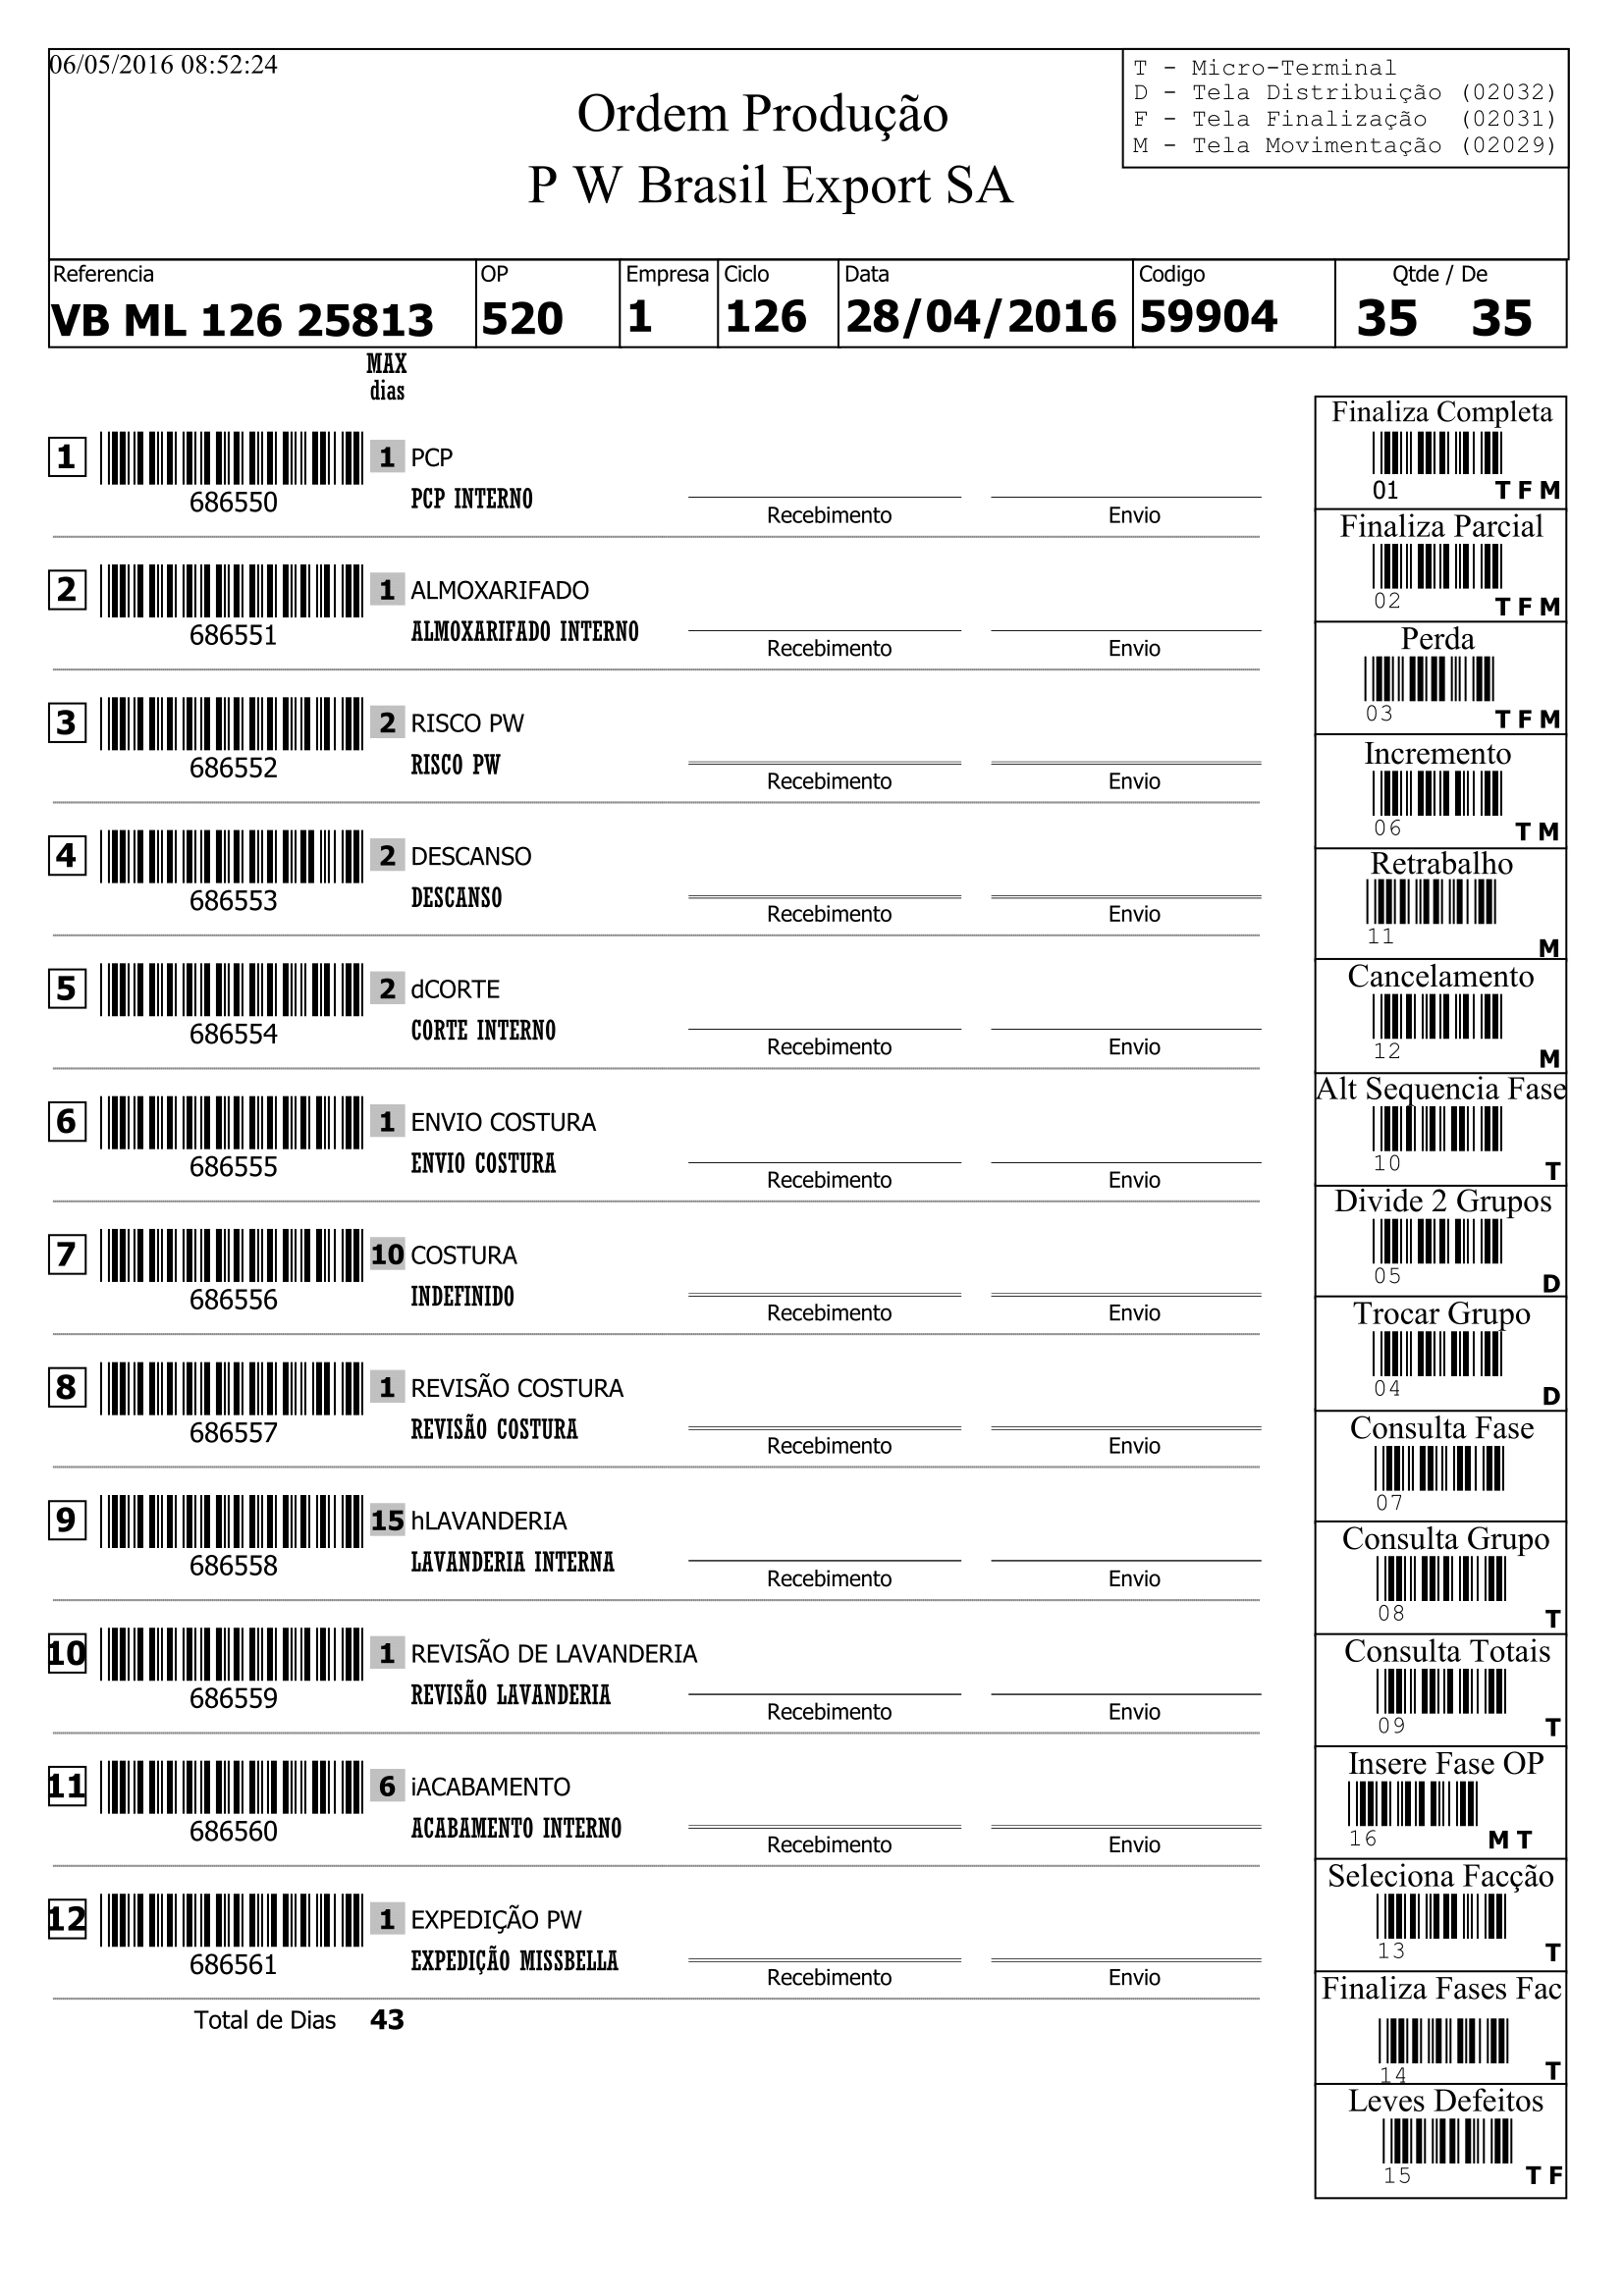 06/05/2016 08:52:24
T - Micro-Terminal
D - Tela Distribuição (02032)
F - Tela Finalização (02031)
M - Tela Movimentação (02029)
Ordem Produção
P W Brasil Export SA
Referencia OP Empresa Ciclo Data Codigo Qtde / De
VB ML 126 25813 520 1 126 28/04/2016 59904 35 35
MAX
dias
1 1 PCP
686550 PCP INTERNO
Recebimento Envio
2 1 ALMOXARIFADO
686551 ALMOXARIFADO INTERNO
Recebimento Envio
3 2 RISCO PW
686552 RISCO PW
Recebimento Envio
4 2 DESCANSO
686553 DESCANSO
Recebimento Envio
5 2 dCORTE
686554 CORTE INTERNO
Recebimento Envio
6 1 ENVIO COSTURA
686555 ENVIO COSTURA
Recebimento Envio
7 10 COSTURA
686556 INDEFINIDO
Recebimento Envio
8 1 REVISÃO COSTURA
686557 REVISÃO COSTURA
Recebimento Envio
9 15 hLAVANDERIA
686558 LAVANDERIA INTERNA
Recebimento Envio
10 1 REVISÃO DE LAVANDERIA
686559 REVISÃO LAVANDERIA
Recebimento Envio
11 6 iACABAMENTO
686560 ACABAMENTO INTERNO
Recebimento Envio
12 1 EXPEDIÇÃO PW
686561 EXPEDIÇÃO MISSBELLA
Recebimento Envio
Total de Dias 43
Finaliza Completa
01 T F M
Finaliza Parcial
02 T F M
Perda
03 T F M
Incremento
06 T M
Retrabalho
11 M
Cancelamento
12 M
Alt Sequencia Fase
10 T
Divide 2 Grupos
05 D
Trocar Grupo
04 D
Consulta Fase
07
Consulta Grupo
08 T
Consulta Totais
09 T
Insere Fase OP
16 M T
Seleciona Facção
13 T
Finaliza Fases Fac
14 T
Leves Defeitos
15 T F